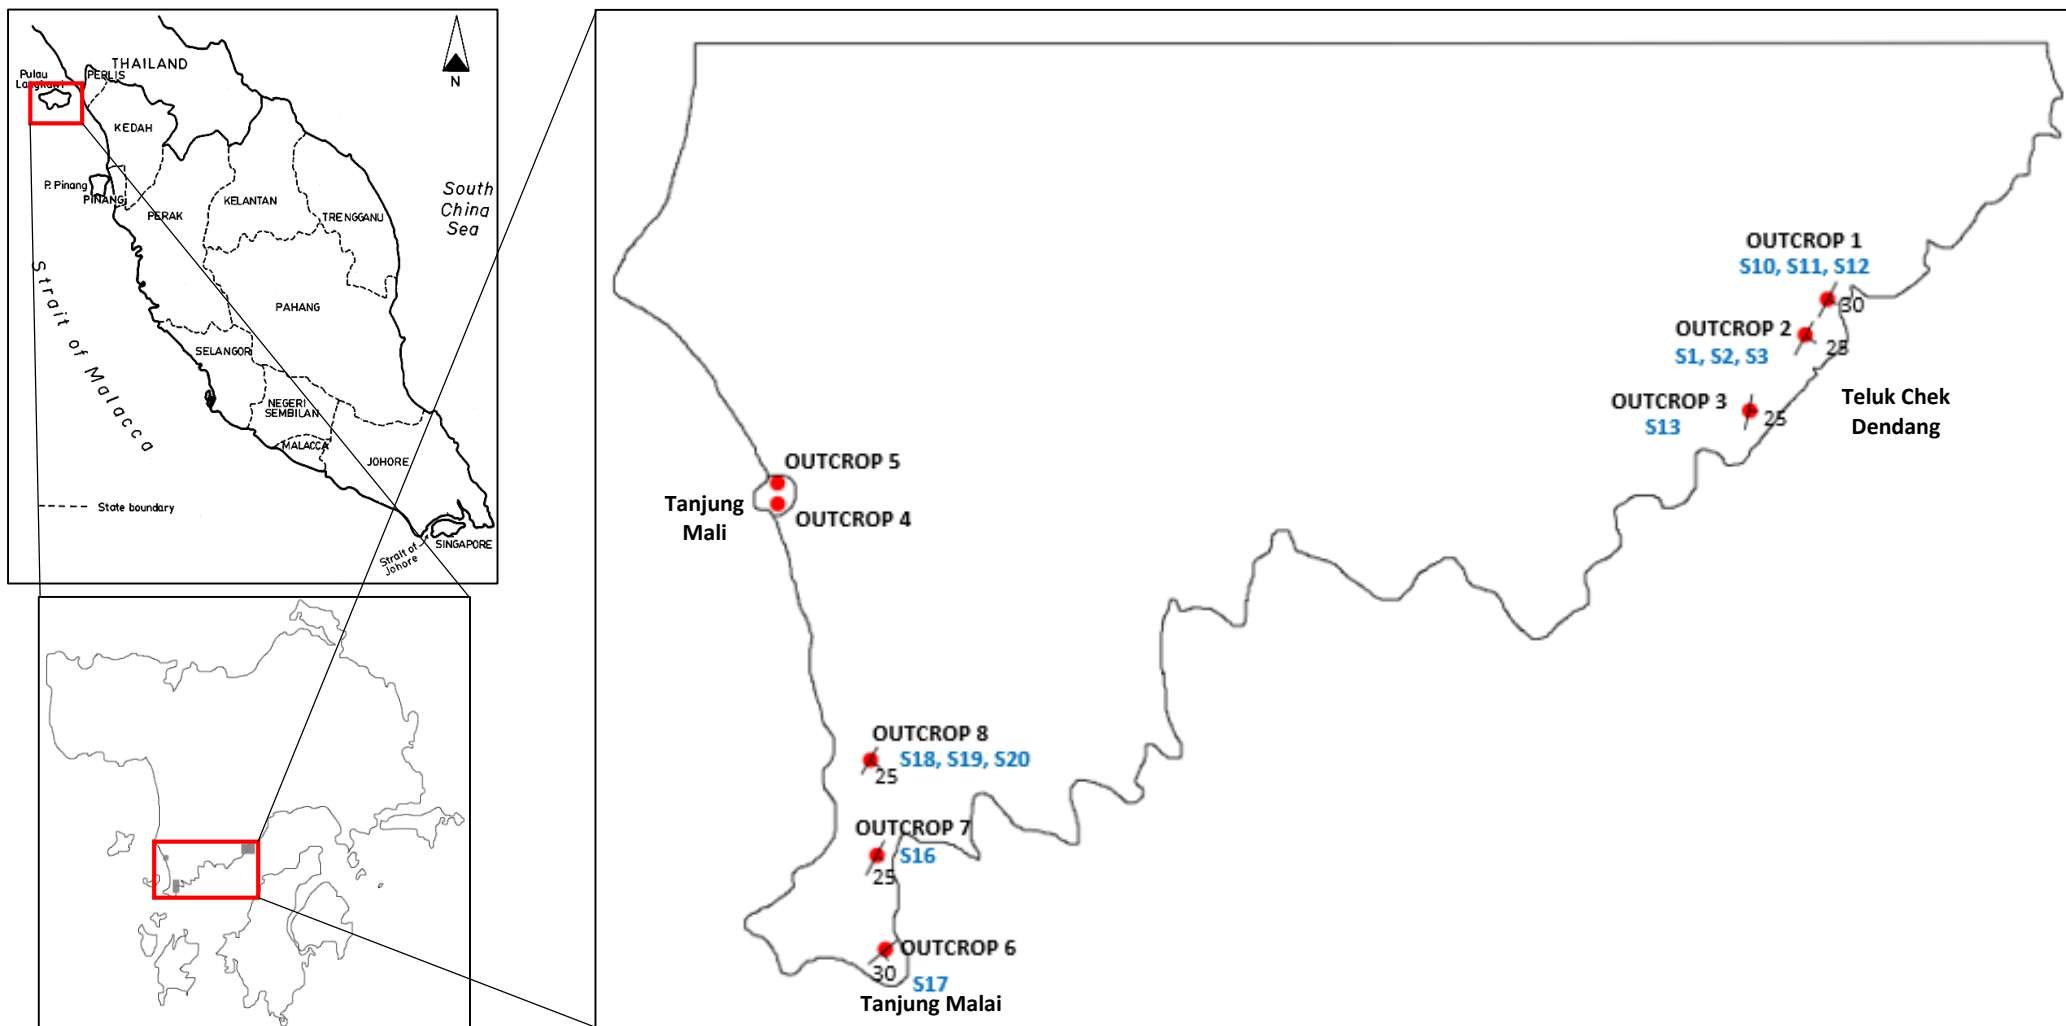 THAILAND
PERLIS
Pulau
Langkawi
N
KEDAH
P. Pinang
PINANG
PERAK
KELANTAN
TRENGGANU
South
China
Sea
Strait of Malacca
PAHANG
SELANGOR
NEGERI
SEMBILAN
MALACCA
JOHORE
State boundary
Strait of
Johore
SINGAPORE
OUTCROP 1
S10, S11, S12
30
OUTCROP 2
S1, S2, S3
OUTCROP 3
S13
25
Teluk Chek
Dendang
OUTCROP 5
Tanjung
Mali
OUTCROP 4
OUTCROP 8
S18, S19, S20
25
OUTCROP 7
S16
25
OUTCROP 6
30
S17
Tanjung Malai